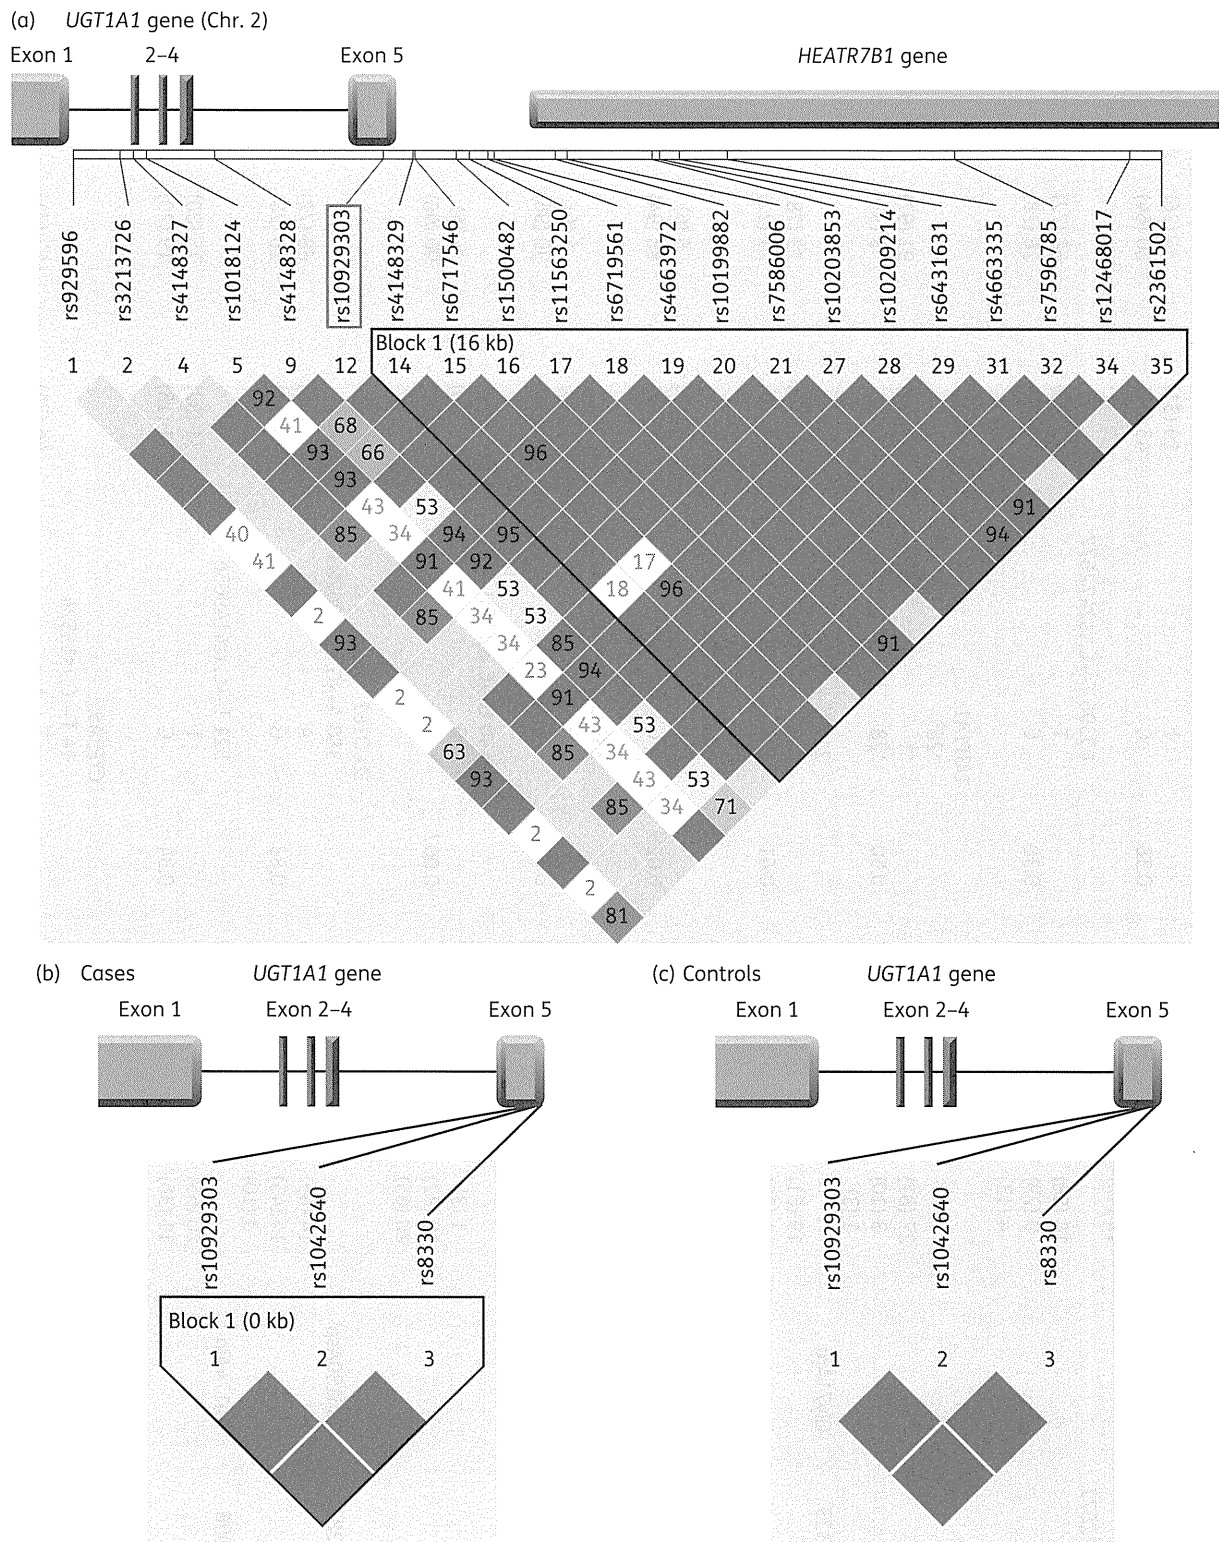 (a) UGT1A1 gene (Chr. 2)
Exon 1 2–4 Exon 5 HEATR7B1 gene
rs929596 rs3213726 rs4148327 rs1018124 rs4148328 rs10929303 rs4148329 rs6717546 rs1500482 rs11563250 rs6719561 rs4663972 rs10199882 rs7586006 rs10203853 rs10209214 rs6431631 rs4663335 rs7596785 rs12468017 rs2361502
Block 1 (16 kb)
1 2 4 5 9 12 14 15 16 17 18 19 20 21 27 28 29 31 32 34 35
92
41 68
93 66 96
93
43 53 91
85 34 94 95 94
40
91 92 17
41
41 53 18 96
2 85 34 53
93 34 85 91
23 94
2 91
2 43 53
63 85 34
93 43 53
85 34 71
2
2
81
(b) Cases UGT1A1 gene
Exon 1 Exon 2–4 Exon 5
rs10929303 rs1042640 rs8330
Block 1 (0 kb)
1 2 3
(c) Controls UGT1A1 gene
Exon 1 Exon 2–4 Exon 5
rs10929303 rs1042640 rs8330
1 2 3